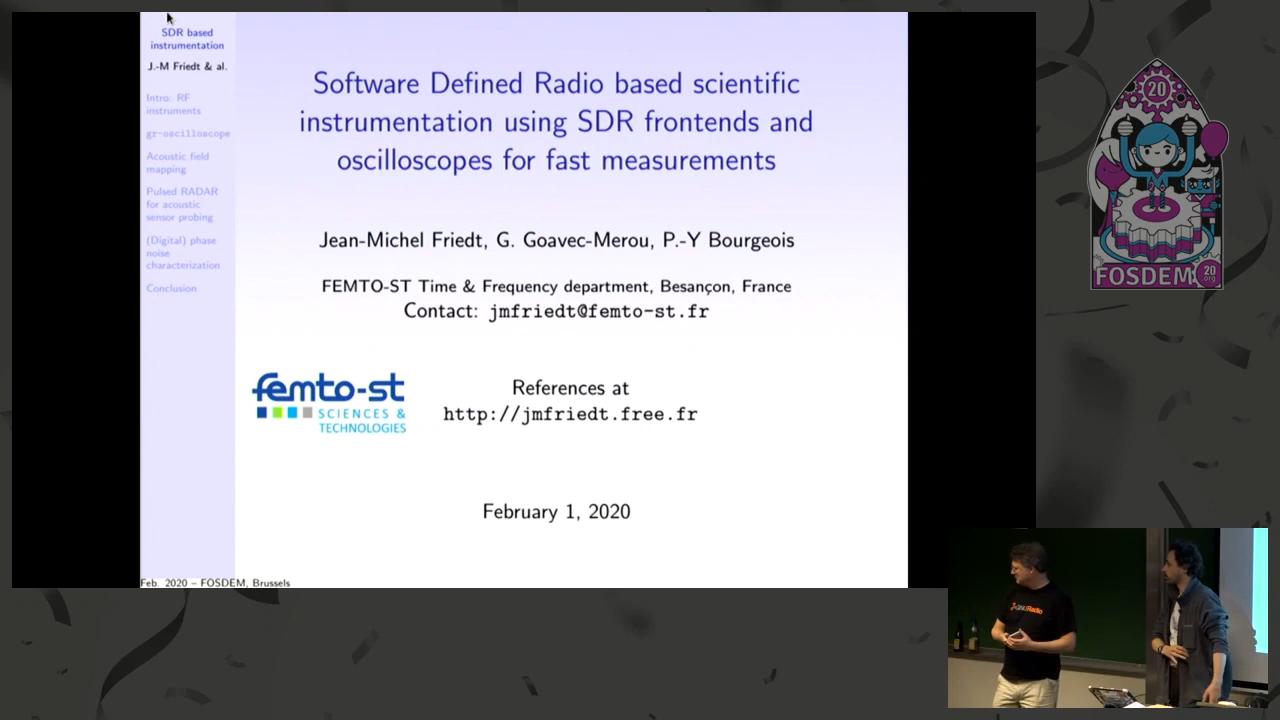 SDR based
instrumentation
J.-M Friedt & al.
Intro: RF
instruments
gr-oscilloscope
Acoustic field
mapping
Pulsed RADAR
for acoustic
sensor probing
(Digital) phase
noise
characterization
Conclusion
Software Defined Radio based scientific
instrumentation using SDR frontends and
oscilloscopes for fast measurements
Jean-Michel Friedt, G. Goavec-Merou, P.-Y Bourgeois
FEMTO-ST Time & Frequency department, Besançon, France
Contact: jmfriedt@femto-st.fr
femto-st
SCIENCES &
TECHNOLOGIES
References at
http://jmfriedt.free.fr
February 1, 2020
Feb. 2020 – FOSDEM, Brussels
20
FOSDEM
20
.org
GNURadio